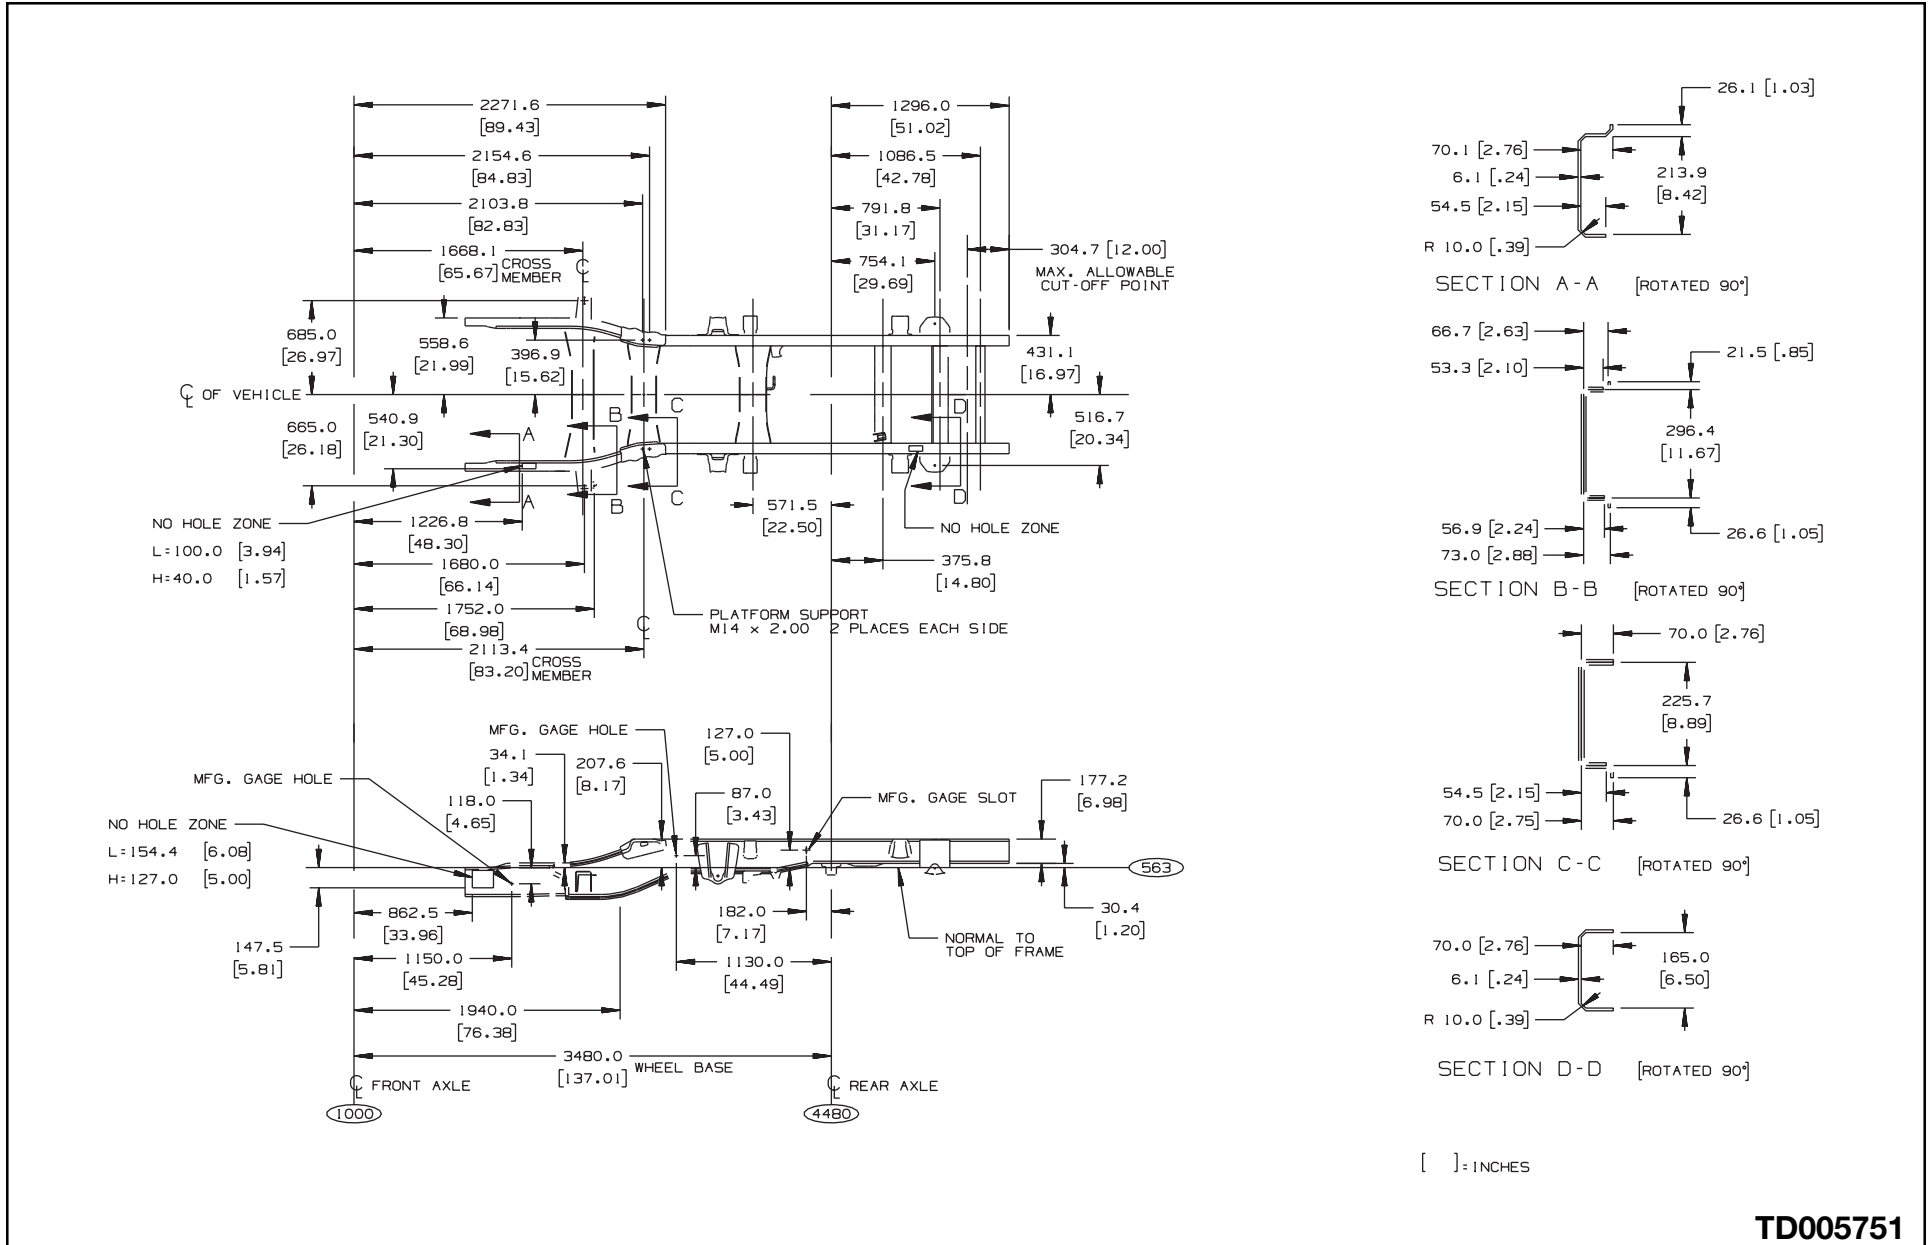 2271.6
[89.43]
2154.6
[84.83]
2103.8
[82.83]
1668.1
[65.67] CROSS MEMBER
℄
1296.0
[51.02]
1086.5
[42.78]
791.8
[31.17]
754.1
[29.69]
304.7 [12.00]
MAX. ALLOWABLE
CUT-OFF POINT
685.0
[26.97]
558.6
[21.99]
396.9
[15.62]
431.1
[16.97]
℄ OF VEHICLE
540.9
[21.30]
665.0
[26.18]
516.7
[20.34]
A
A
B
B
C
C
D
D
NO HOLE ZONE
L=100.0 [3.94]
H=40.0 [1.57]
1226.8
[48.30]
1680.0
[66.14]
1752.0
[68.98]
2113.4
[83.20] CROSS MEMBER
℄
571.5
[22.50]
NO HOLE ZONE
375.8
[14.80]
PLATFORM SUPPORT
M14 x 2.00 2 PLACES EACH SIDE
MFG. GAGE HOLE
34.1
[1.34]
207.6
[8.17]
127.0
[5.00]
87.0
[3.43]
MFG. GAGE SLOT
177.2
[6.98]
MFG. GAGE HOLE
118.0
[4.65]
NO HOLE ZONE
L=154.4 [6.08]
H=127.0 [5.00]
563
862.5
[33.96]
147.5
[5.81]
1150.0
[45.28]
182.0
[7.17]
1130.0
[44.49]
NORMAL TO
TOP OF FRAME
30.4
[1.20]
1940.0
[76.38]
3480.0
[137.01] WHEEL BASE
℄ FRONT AXLE
℄ REAR AXLE
1000
4480
26.1 [1.03]
70.1 [2.76]
6.1 [.24]
213.9
[8.42]
54.5 [2.15]
R 10.0 [.39]
SECTION A-A [ROTATED 90°]
66.7 [2.63]
21.5 [.85]
53.3 [2.10]
296.4
[11.67]
56.9 [2.24]
26.6 [1.05]
73.0 [2.88]
SECTION B-B [ROTATED 90°]
70.0 [2.76]
225.7
[8.89]
54.5 [2.15]
70.0 [2.75]
26.6 [1.05]
SECTION C-C [ROTATED 90°]
70.0 [2.76]
165.0
[6.50]
6.1 [.24]
R 10.0 [.39]
SECTION D-D [ROTATED 90°]
[ ]=INCHES
TD005751